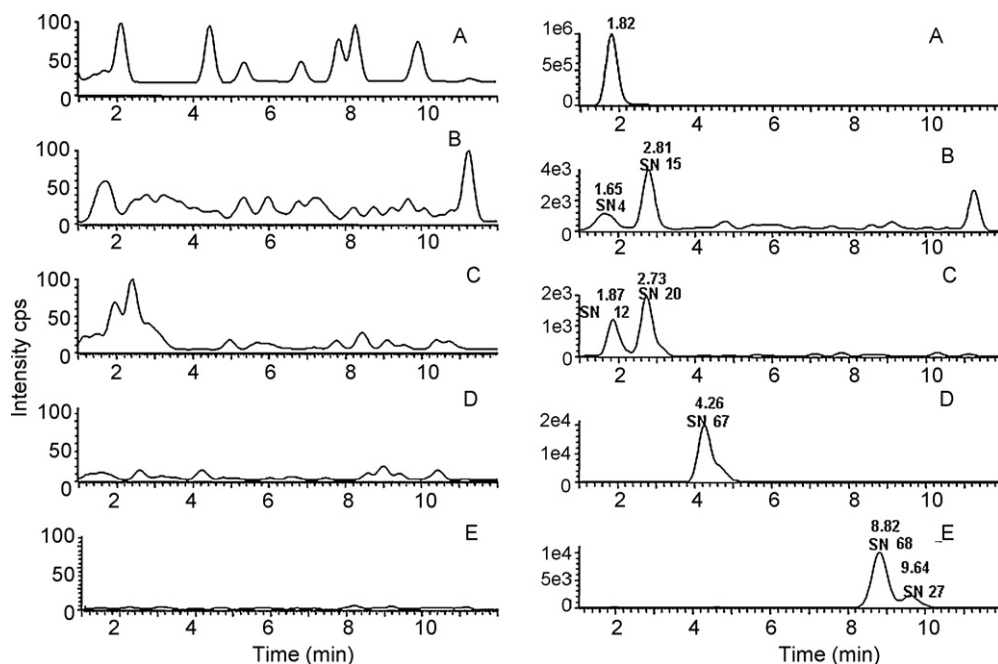 Intensity cps
100
50
0
A
2 4 6 8 10
100
50
0
B
2 4 6 8 10
100
50
0
C
2 4 6 8 10
100
50
0
D
2 4 6 8 10
100
50
0
E
2 4 6 8 10
Time (min)
1e6
5e5
0
1.82
A
2 4 6 8 10
4e3
2e3
0
1.65
SN4
2.81
SN 15
B
2 4 6 8 10
2e3
1e3
0
1.87
SN 12
2.73
SN 20
C
2 4 6 8 10
2e4
1e4
0
4.26
SN 67
D
2 4 6 8 10
1e4
5e3
0
8.82
SN 68
9.64
SN 27
E
2 4 6 8 10
Time (min)